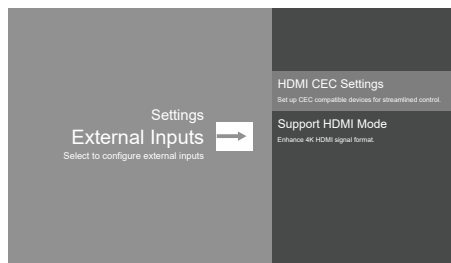 Settings
External Inputs
Select to configure external inputs
HDMI CEC Settings
Set up CEC compatible devices for streamlined control.
Support HDMI Mode
Enhance 4K HDMI signal format.